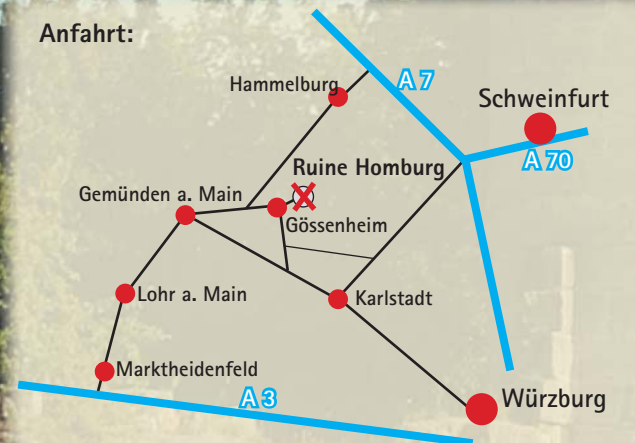 Anfahrt:
Hammelburg
A 7
Schweinfurt
A 70
Ruine Homburg
Gemünden a. Main
Gössenheim
Lohr a. Main
Karlstadt
Marktheidenfeld
A 3
Würzburg